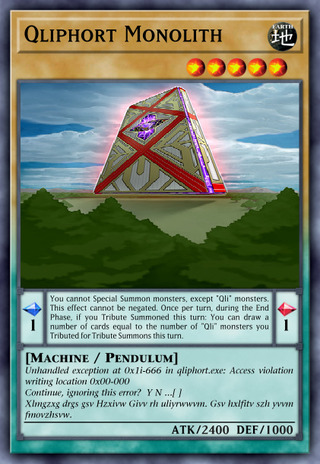 Qliphort Monolith
EARTH
地
You cannot Special Summon monsters, except "Qli" monsters.
This effect cannot be negated. Once per turn, during the End
Phase, if you Tribute Summoned this turn: You can draw a
number of cards equal to the number of "Qli" monsters you
Tributed for Tribute Summons this turn.
1
1
[Machine / Pendulum]
Unhandled exception at 0x1i-666 in qliphort.exe: Access violation
writing location 0x00-000
Continue, ignoring this error? Y N ...[ ]
Xlmgzxg drgs gsv Hzxivw Givv rh uliyrwwvm. Gsv hxlfitv szh yvvm
fmovzhsvw.
ATK/2400 DEF/1000